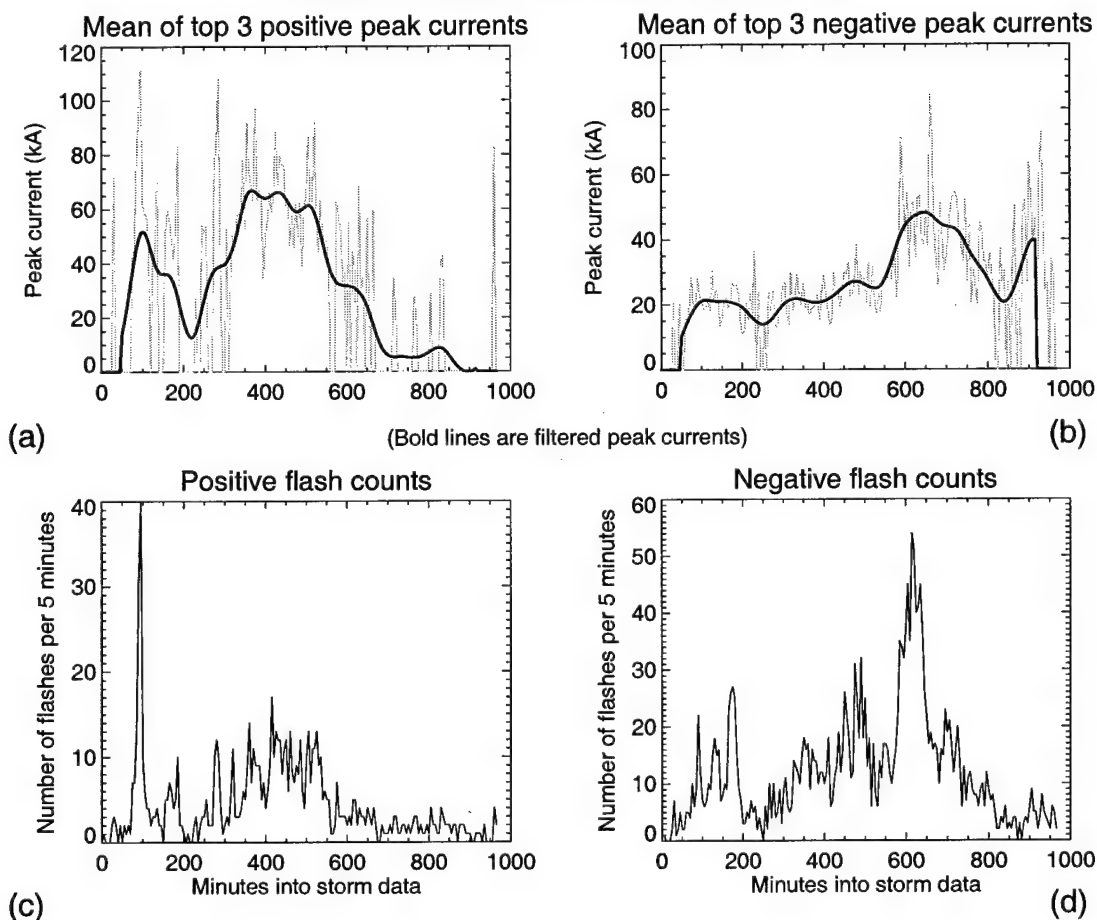 Mean of top 3 positive peak currents
Mean of top 3 negative peak currents
Peak current (kA)
120
100
80
60
40
20
0
0 200 400 600 800 1000
Peak current (kA)
100
80
60
40
20
0
0 200 400 600 800 1000
(a)
(Bold lines are filtered peak currents)
(b)
Positive flash counts
Negative flash counts
Number of flashes per 5 minutes
40
30
20
10
0
0 200 400 600 800 1000
Minutes into storm data
Number of flashes per 5 minutes
60
50
40
30
20
10
0
0 200 400 600 800 1000
Minutes into storm data
(c)
(d)